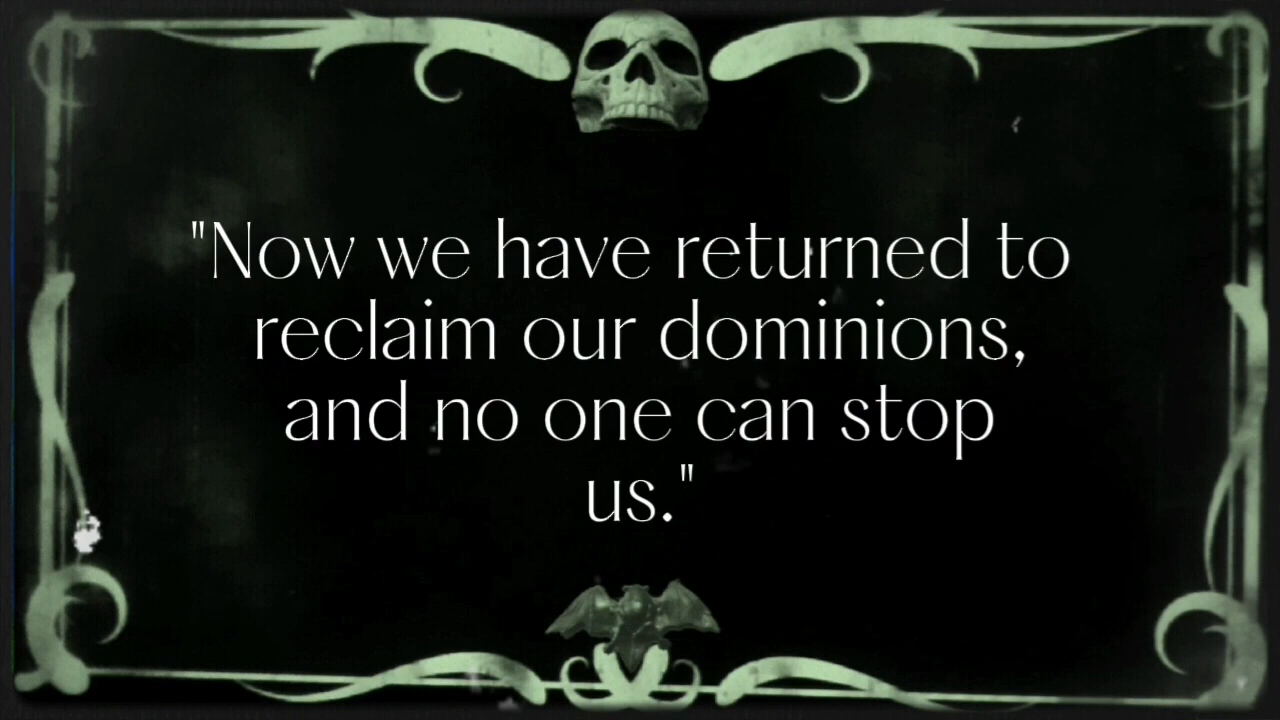 "Now we have returned to
reclaim our dominions,
and no one can stop
us."